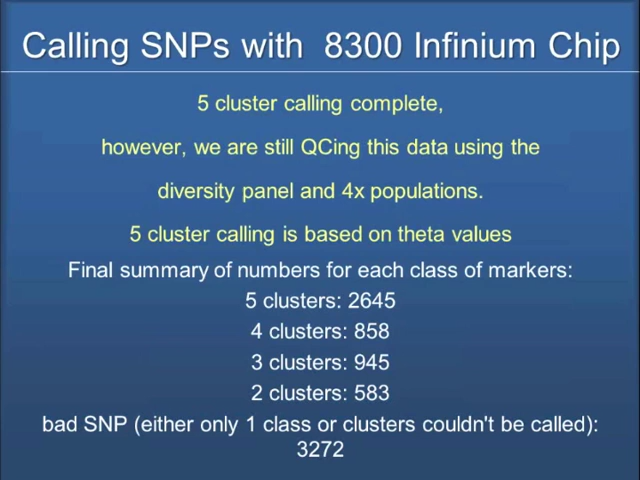 Calling SNPs with  8300 Infinium Chip
5 cluster calling complete,
however, we are still QCing this data using the
diversity panel and 4x populations.
5 cluster calling is based on theta values
Final summary of numbers for each class of markers:
5 clusters: 2645
4 clusters: 858
3 clusters: 945
2 clusters: 583
bad SNP (either only 1 class or clusters couldn't be called):
3272